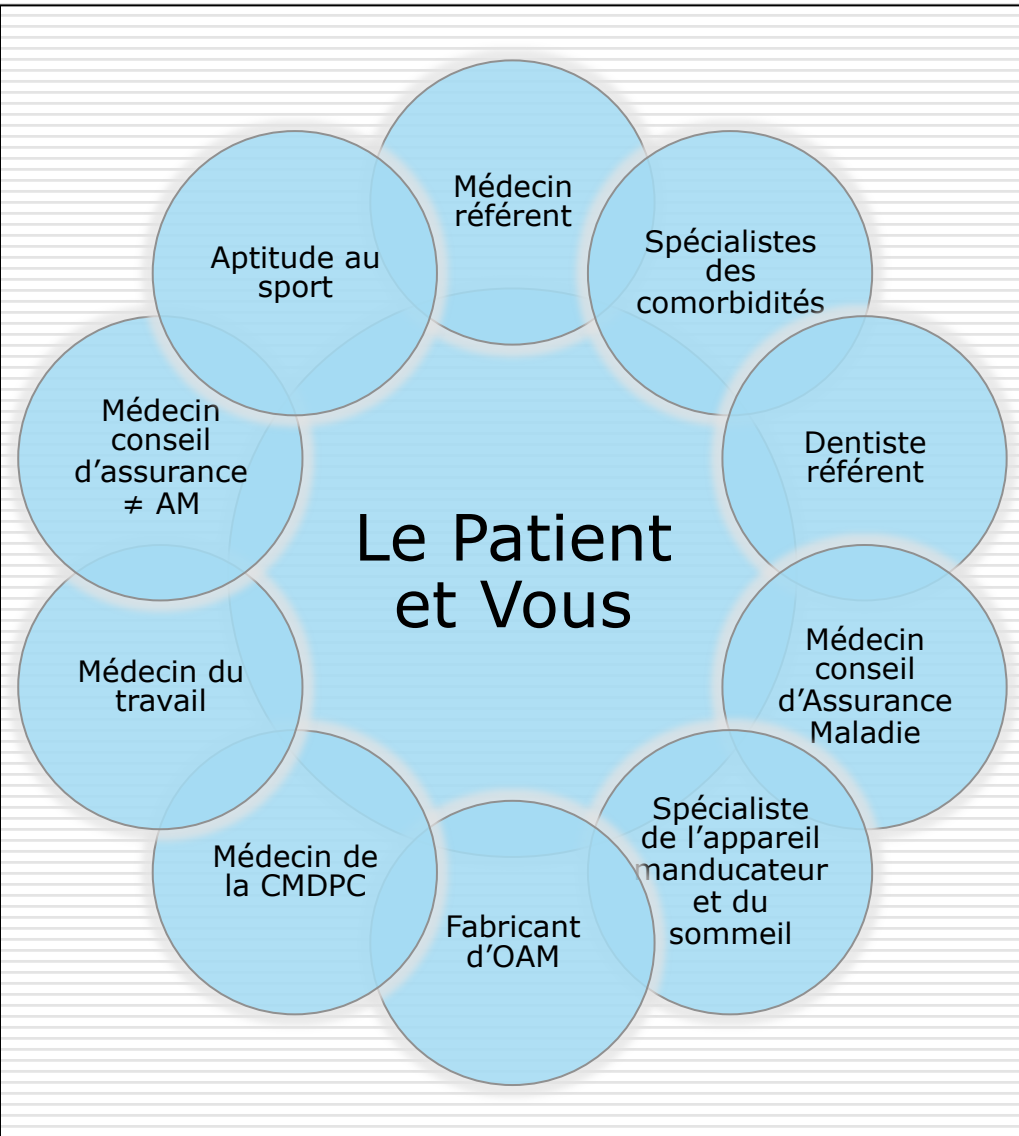 Médecin
référent
Spécialistes
des
comorbidités
Dentiste
référent
Médecin
conseil
d’Assurance
Maladie
Spécialiste
de l’appareil
manducateur
et du
sommeil
Fabricant
d’OAM
Médecin de
la CMDPC
Médecin du
travail
Médecin
conseil
d’assurance
≠ AM
Aptitude au
sport
Le Patient
et Vous